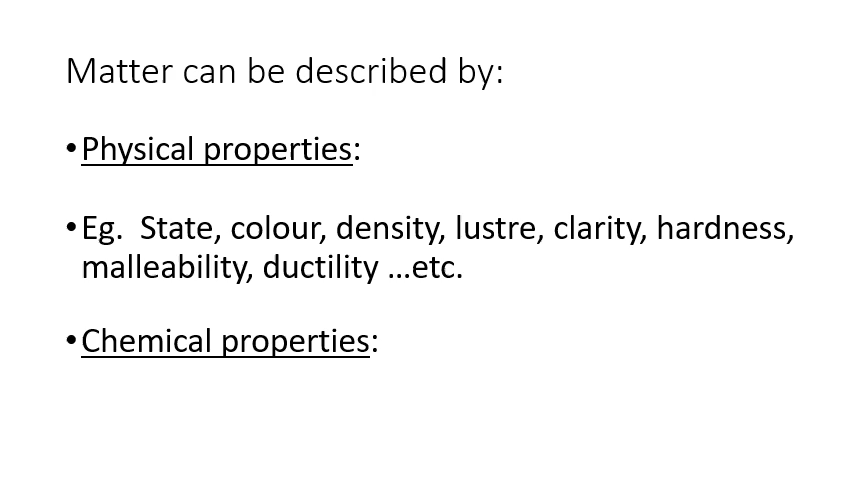 Matter can be described by:
•Physical properties:
•Eg.  State, colour, density, lustre, clarity, hardness,
malleability, ductility …etc.
•Chemical properties: